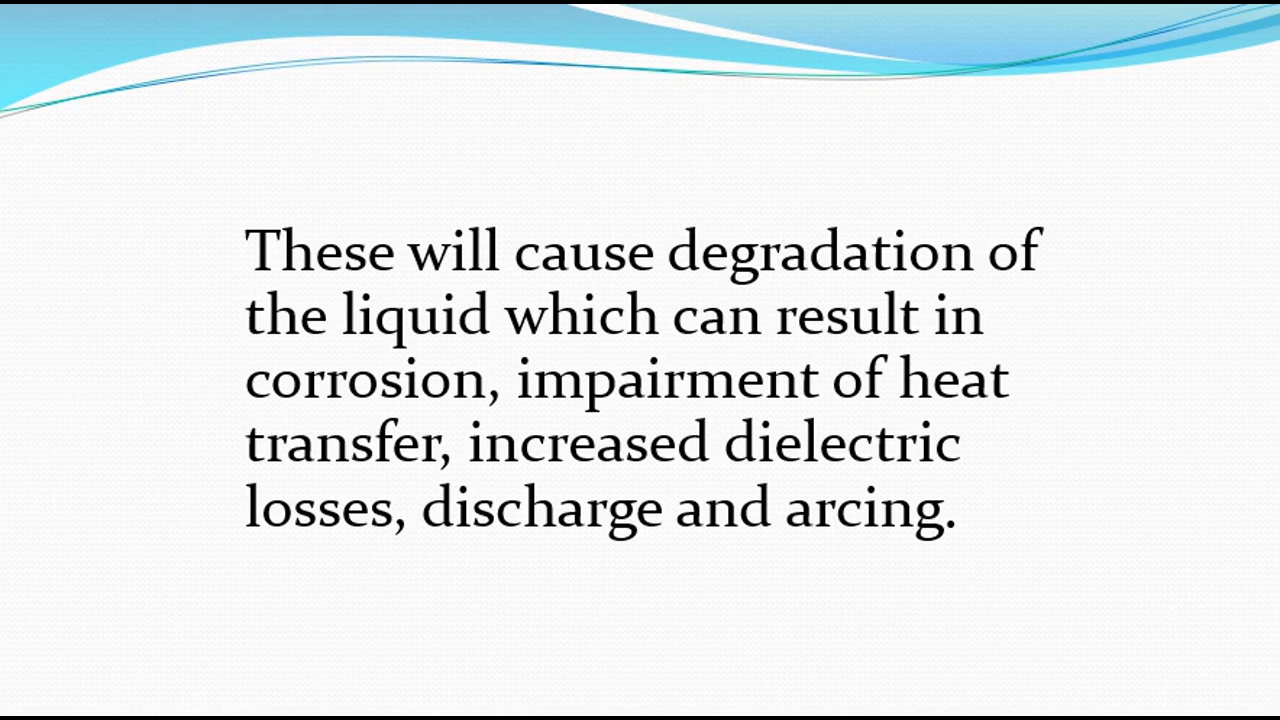 These will cause degradation of
the liquid which can result in
corrosion, impairment of heat
transfer, increased dielectric
losses, discharge and arcing.